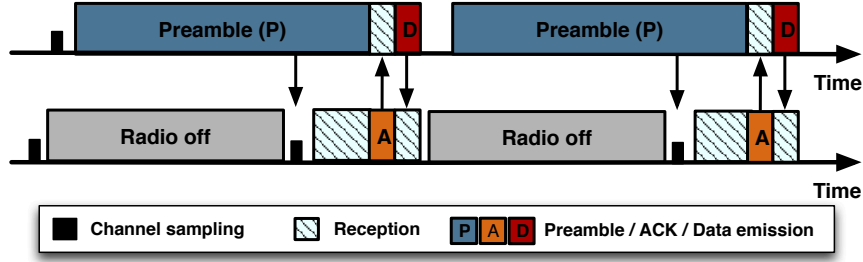 Preamble (P) D Preamble (P) D
Time
Radio off A Radio off A
Time
Channel sampling Reception P A D Preamble / ACK / Data emission